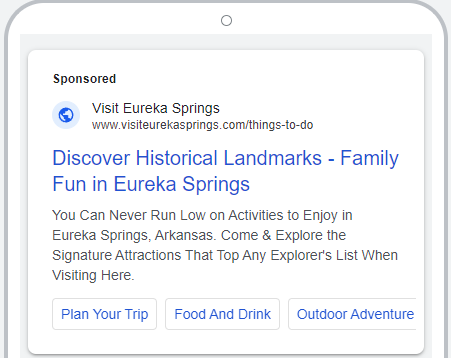 Sponsored
Visit Eureka Springs
www.visiteurekasprings.com/things-to-do
Discover Historical Landmarks - Family
Fun in Eureka Springs
You Can Never Run Low on Activities to Enjoy in
Eureka Springs, Arkansas. Come & Explore the
Signature Attractions That Top Any Explorer's List When
Visiting Here.
Plan Your Trip
Food And Drink
Outdoor Adventure